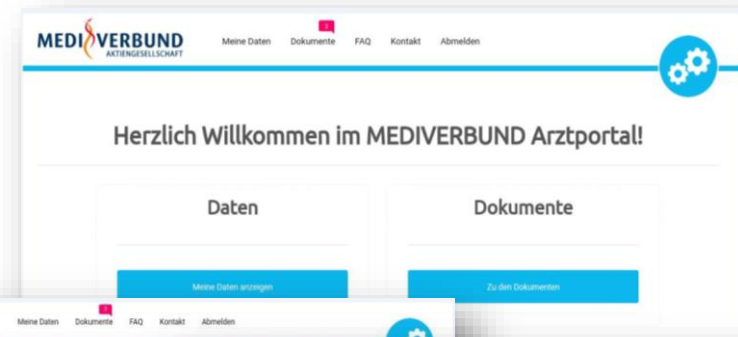 MEDIVERBUND
AKTIENGESELLSCHAFT
Meine Daten Dokumente FAQ Kontakt Abmelden
Herzlich Willkommen im MEDIVERBUND Arztportal!
Daten Dokumente
Meine Daten anzeigen Zu den Dokumenten
Meine Daten Dokumente FAQ Kontakt Abmelden